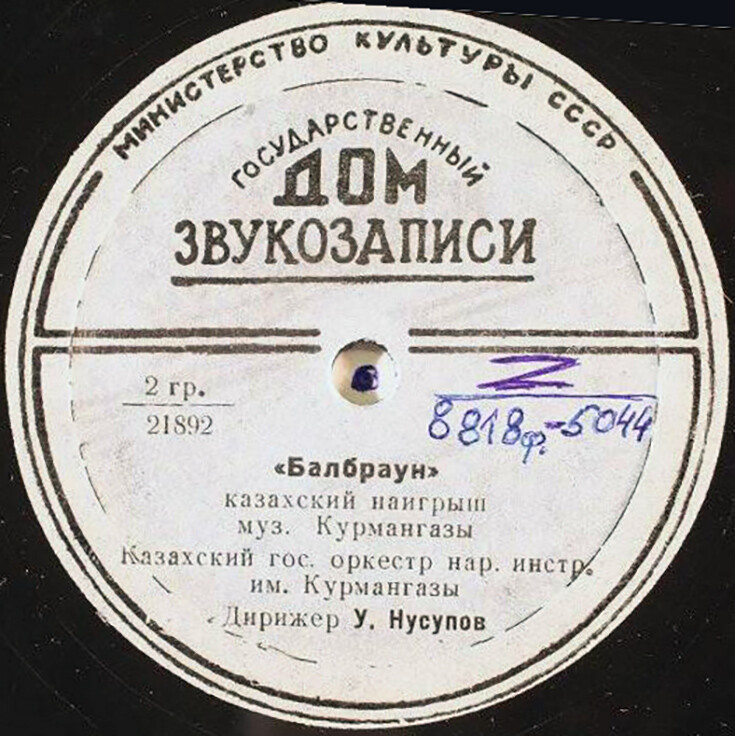 МИНИСТЕРСТВО КУЛЬТУРЫ СССР
ГОСУДАРСТВЕННЫЙ
ДОМ
ЗВУКОЗАПИСИ
2 гр.
21892
8818ф-5044
«Балбраун»
казахский наигрыш
муз. Курмангазы
Казахский гос. оркестр нар. инстр.
им. Курмангазы
Дирижер У. Нусупов